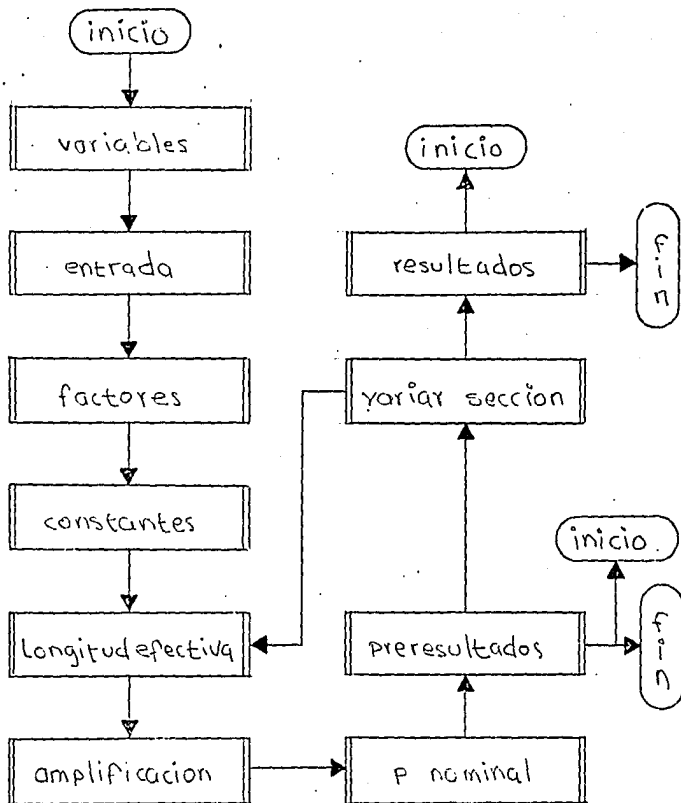 inicio
variables
entrada
factores
constantes
longitud efectiva
amplificacion
p nominal
preresultados
inicio
fin
variar seccion
resultados
inicio
fin